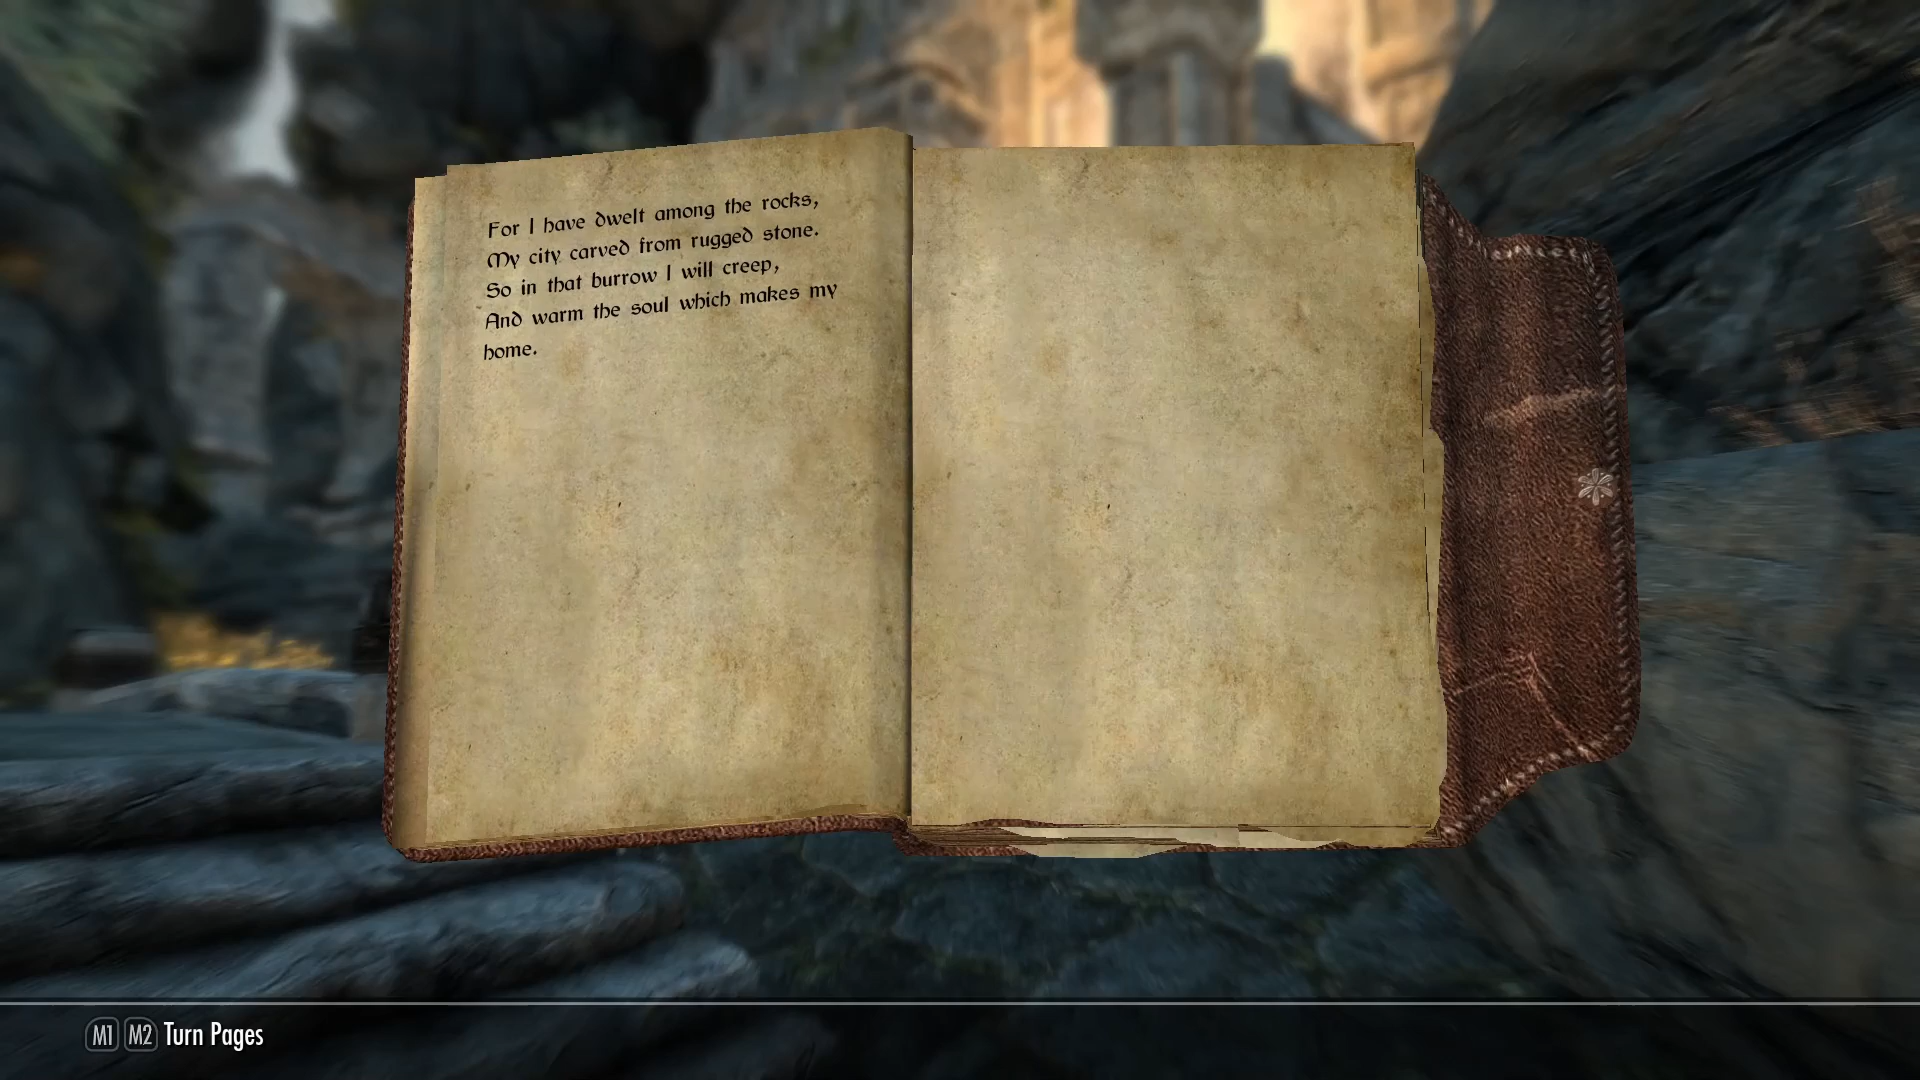 For I have dwelt among the rocks,
My city carved from rugged stone.
So in that burrow I will creep,
And warm the soul which makes my
home.
M1 M2 Turn Pages